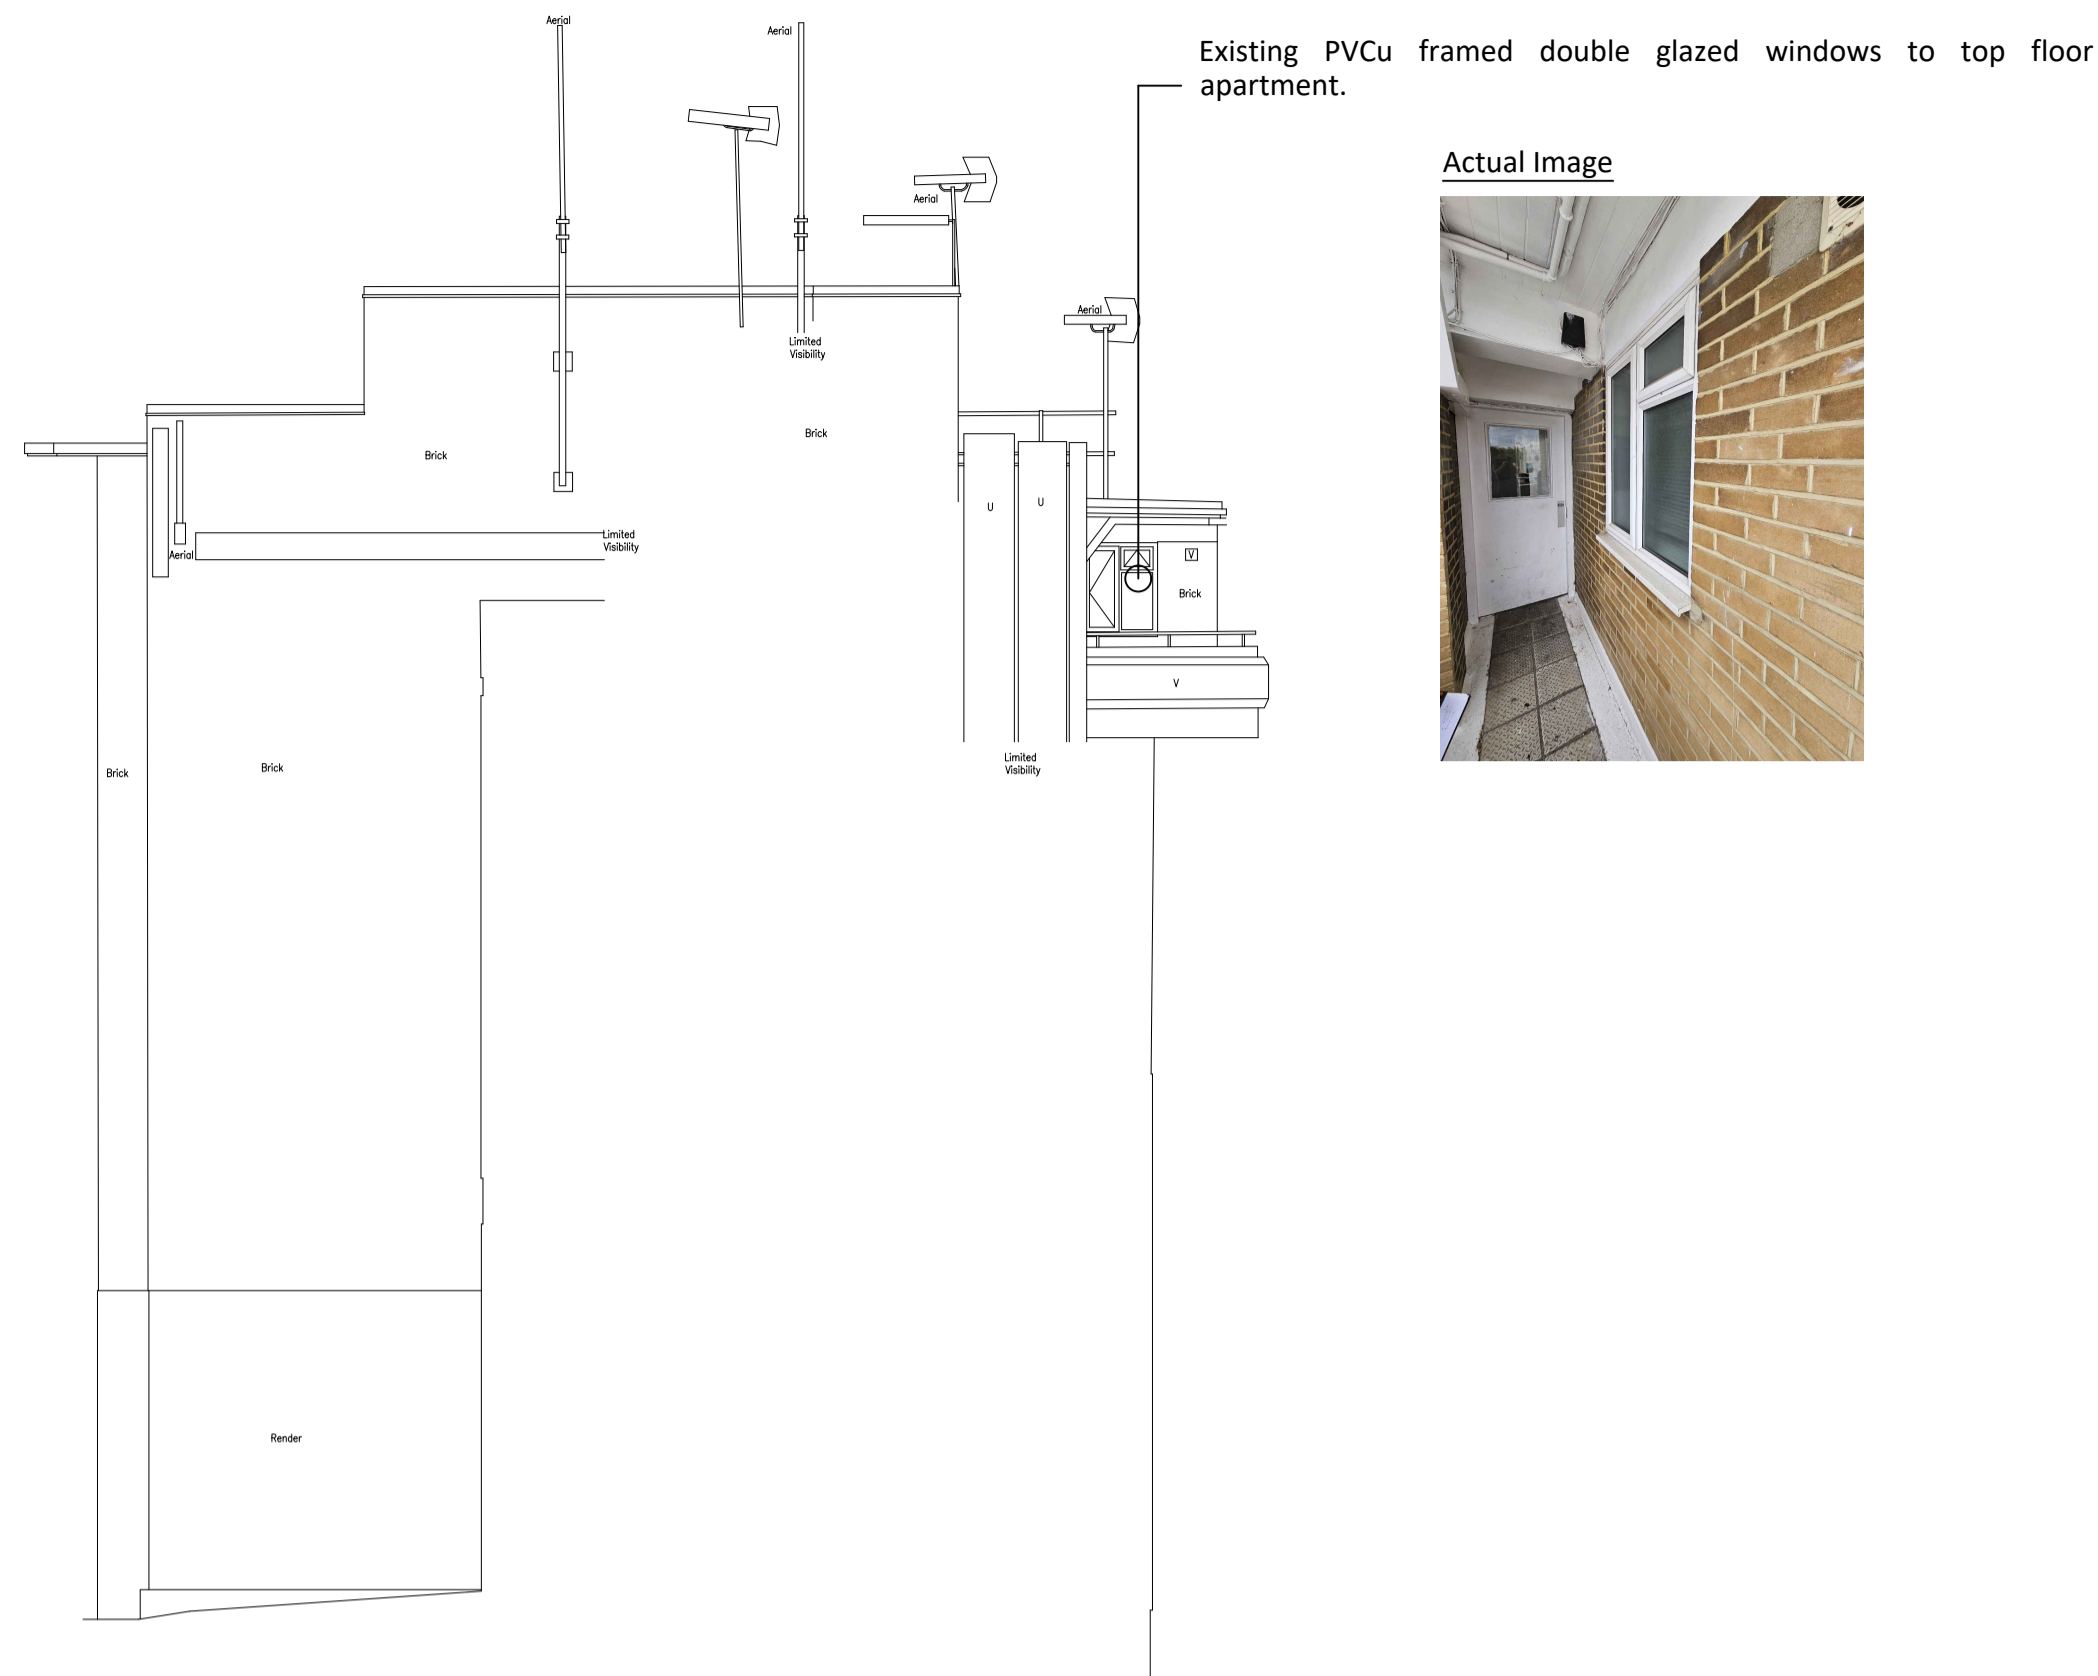 Aerial
Aerial
Existing PVCu framed double glazed windows to top floor
apartment.
Actual Image
Aerial
Aerial
Limited
Visibility
Brick
Brick
U
U
Limited
Visibility
Aerial
V
Brick
V
Limited
Visibility
Brick
Brick
Render